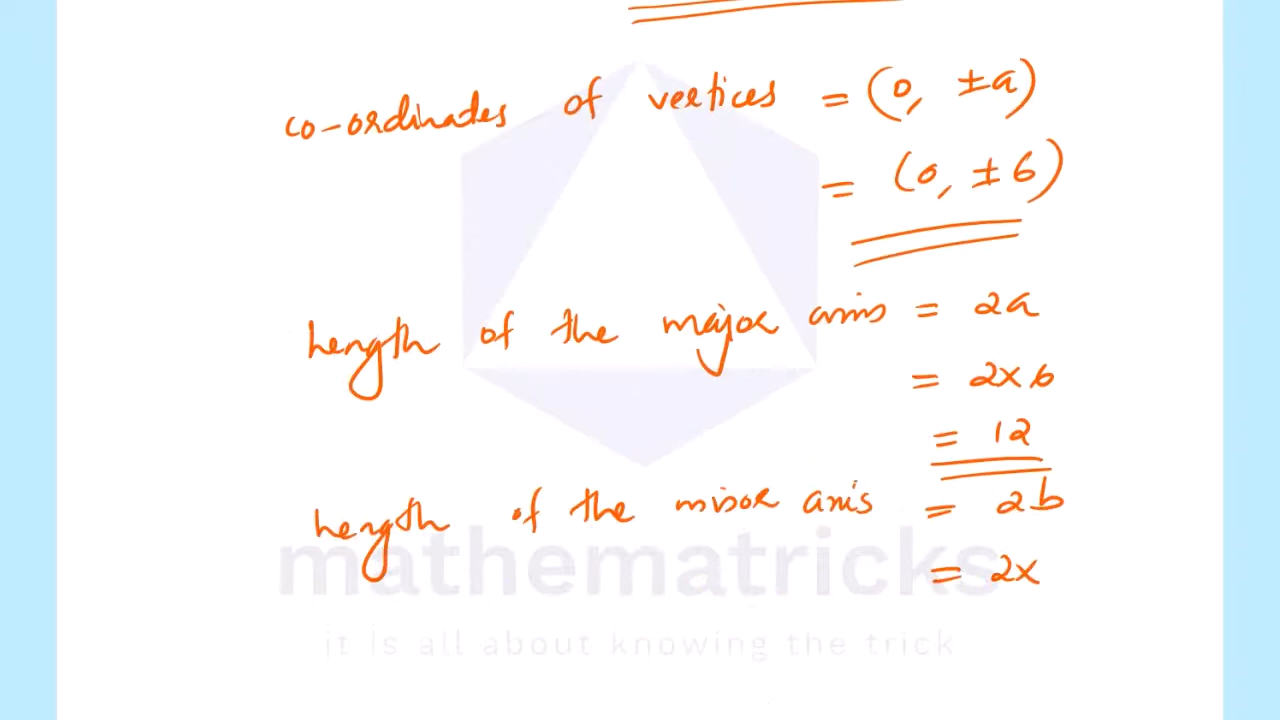 co-ordinates of vertices = (0, ±a)
= (0, ±6)
Length of the major axis = 2a
= 2×6
= 12
Length of the minor axis = 2b
= 2×
mathematricks
it is all about knowing the trick